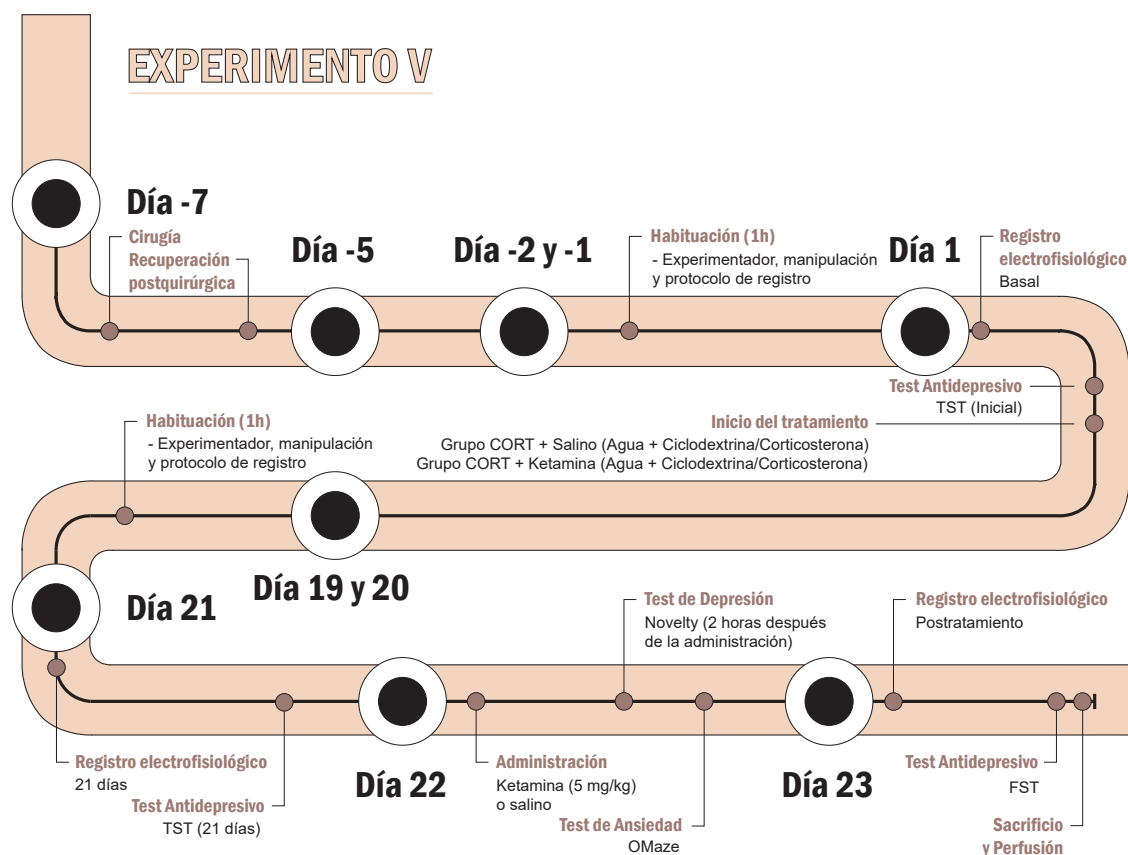 EXPERIMENTO V
Día -7
Cirugía
Recuperación
postquirúrgica
Día -5
Día -2 y -1
Habituación (1h)
- Experimentador, manipulación
y protocolo de registro
Día 1
Registro
electrofisiológico
Basal
Test Antidepresivo
TST (Inicial)
Inicio del tratamiento
Grupo CORT + Salino (Agua + Ciclodextrina/Corticosterona)
Grupo CORT + Ketamina (Agua + Ciclodextrina/Corticosterona)
Día 19 y 20
Habituación (1h)
- Experimentador, manipulación
y protocolo de registro
Día 21
Registro electrofisiológico
21 días
Test Antidepresivo
TST (21 días)
Día 22
Administración
Ketamina (5 mg/kg)
o salino
Test de Depresión
Novelty (2 horas después
de la administración)
Test de Ansiedad
OMaze
Día 23
Registro electrofisiológico
Postratamiento
Test Antidepresivo
FST
Sacrificio
y Perfusión